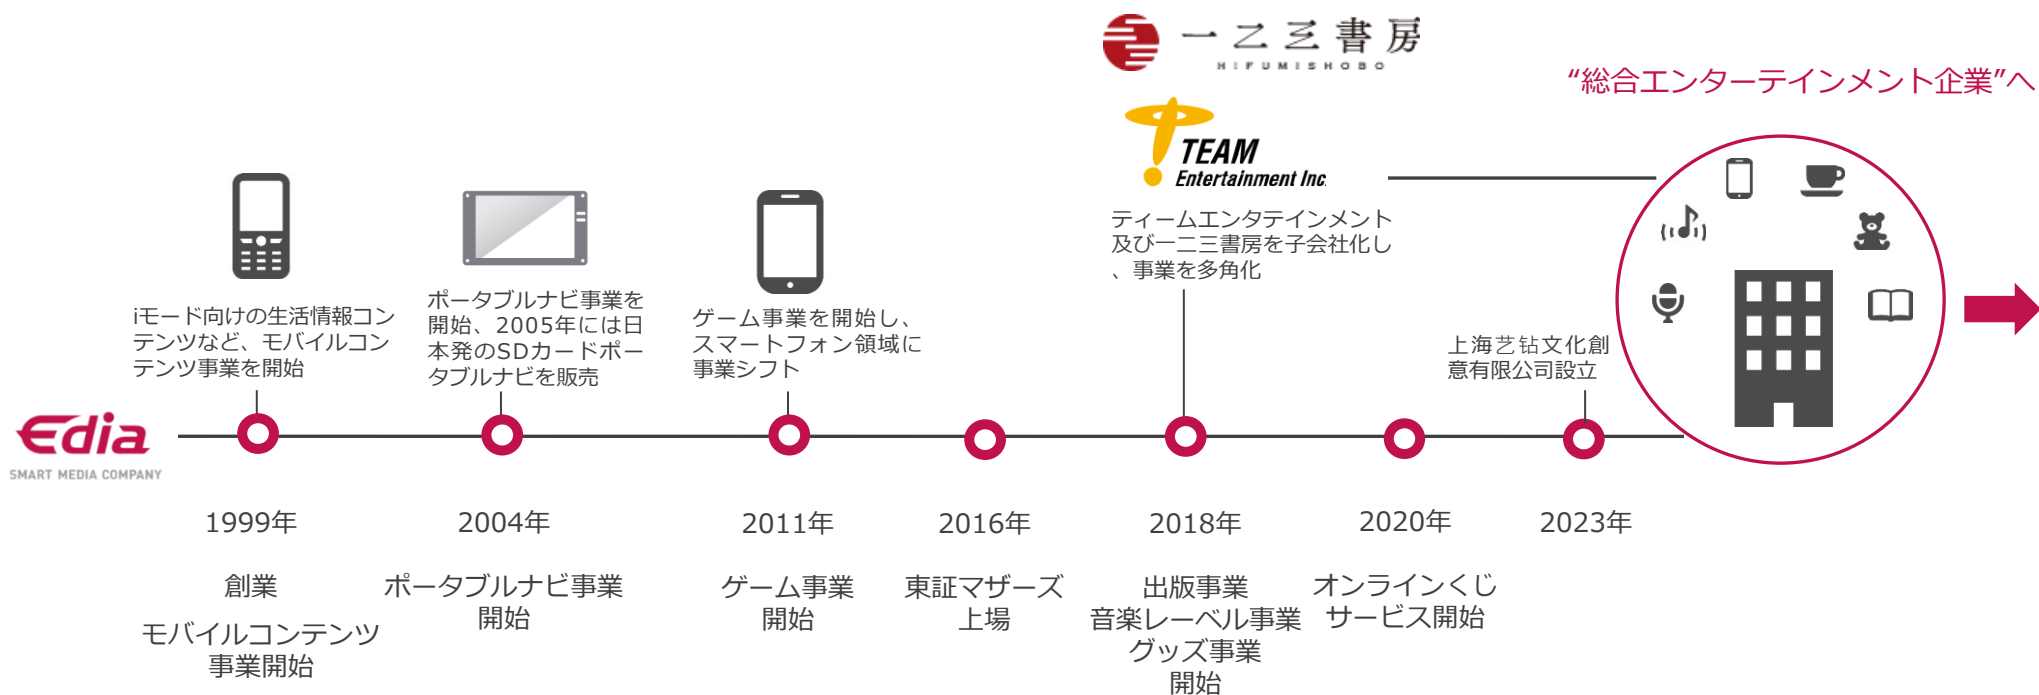 一二三書房
HIFUMISHOBO
“総合エンターテインメント企業”へ
TEAM
Entertainment Inc.
ティームエンタテインメント
及び一二三書房を子会社化し
、事業を多角化
iモード向けの生活情報コン
テンツなど、モバイルコン
テンツ事業を開始
ポータブルナビ事業を
開始、2005年には日
本発のSDカードポー
タブルナビを販売
ゲーム事業を開始し、
スマートフォン領域に
事業シフト
上海艺钻文化創
意有限公司設立
Edia
SMART MEDIA COMPANY
1999年
創業
モバイルコンテンツ
事業開始
2004年
ポータブルナビ事業
開始
2011年
ゲーム事業
開始
2016年
東証マザーズ
上場
2018年
出版事業
音楽レーベル事業
グッズ事業
開始
2020年
オンラインくじ
サービス開始
2023年